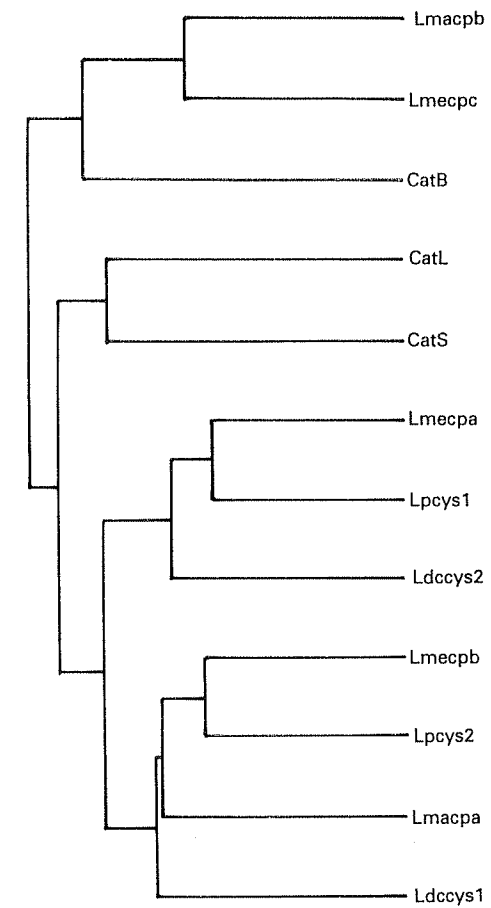 Lmacpb
Lmecpc
CatB
CatL
CatS
Lmecpa
Lpcys1
Ldccys2
Lmecpb
Lpcys2
Lmacpa
Ldccys1